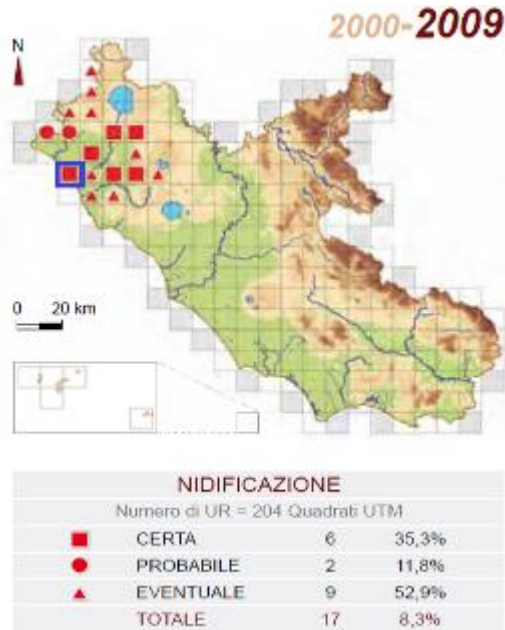 2000-2009
N
0 20 km
NIDIFICAZIONE
Numero di UR = 204 Quadrati UTM
CERTA 6 35,3%
PROBABILE 2 11,8%
EVENTUALE 9 52,9%
TOTALE 17 8,3%